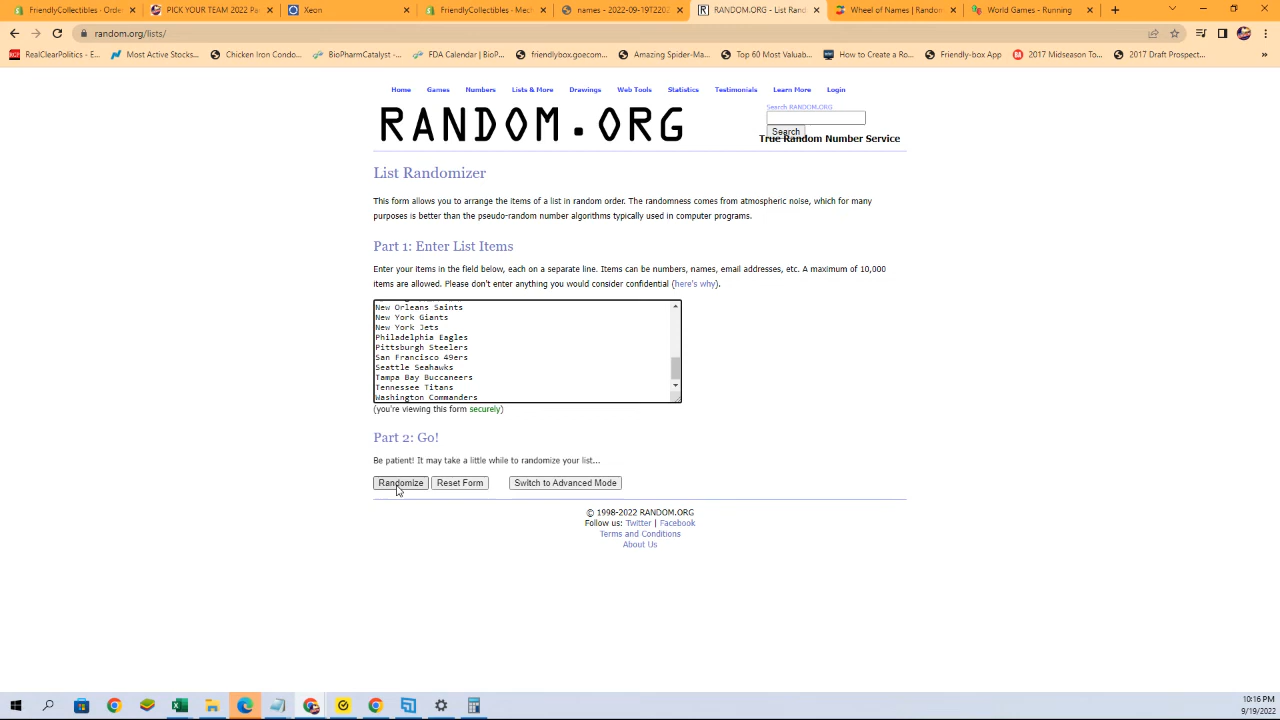 FriendlyCollectibles - Orde
PICK YOUR TEAM 2022 Pa
Xeon
FriendlyCollectibles - Mec
names - 2022-09-19T2202
RANDOM.ORG - List Rand
Wheel of Names | Random
World Games - Running
random.org/lists/
RealClearPolitics - E...
Most Active Stocks...
Chicken Iron Condo...
BioPharmCatalyst -...
FDA Calendar | BioP...
friendlybox.goecom...
Amazing Spider-Ma...
Top 60 Most Valuab...
How to Create a Ro...
Friendly-box App
2017 Midseason To...
2017 Draft Prospect...
Home Games Numbers Lists & More Drawings Web Tools Statistics Testimonials Learn More Login
RANDOM.ORG
Search RANDOM.ORG
Search
True Random Number Service
List Randomizer
This form allows you to arrange the items of a list in random order. The randomness comes from atmospheric noise, which for many
purposes is better than the pseudo-random number algorithms typically used in computer programs.
Part 1: Enter List Items
Enter your items in the field below, each on a separate line. Items can be numbers, names, email addresses, etc. A maximum of 10,000
items are allowed. Please don't enter anything you would consider confidential (here's why).
New Orleans Saints
New York Giants
New York Jets
Philadelphia Eagles
Pittsburgh Steelers
San Francisco 49ers
Seattle Seahawks
Tampa Bay Buccaneers
Tennessee Titans
Washington Commanders
(you're viewing this form securely)
Part 2: Go!
Be patient! It may take a little while to randomize your list...
Randomize Reset Form Switch to Advanced Mode
© 1998-2022 RANDOM.ORG
Follow us: Twitter | Facebook
Terms and Conditions
About Us
10:16 PM
9/19/2022